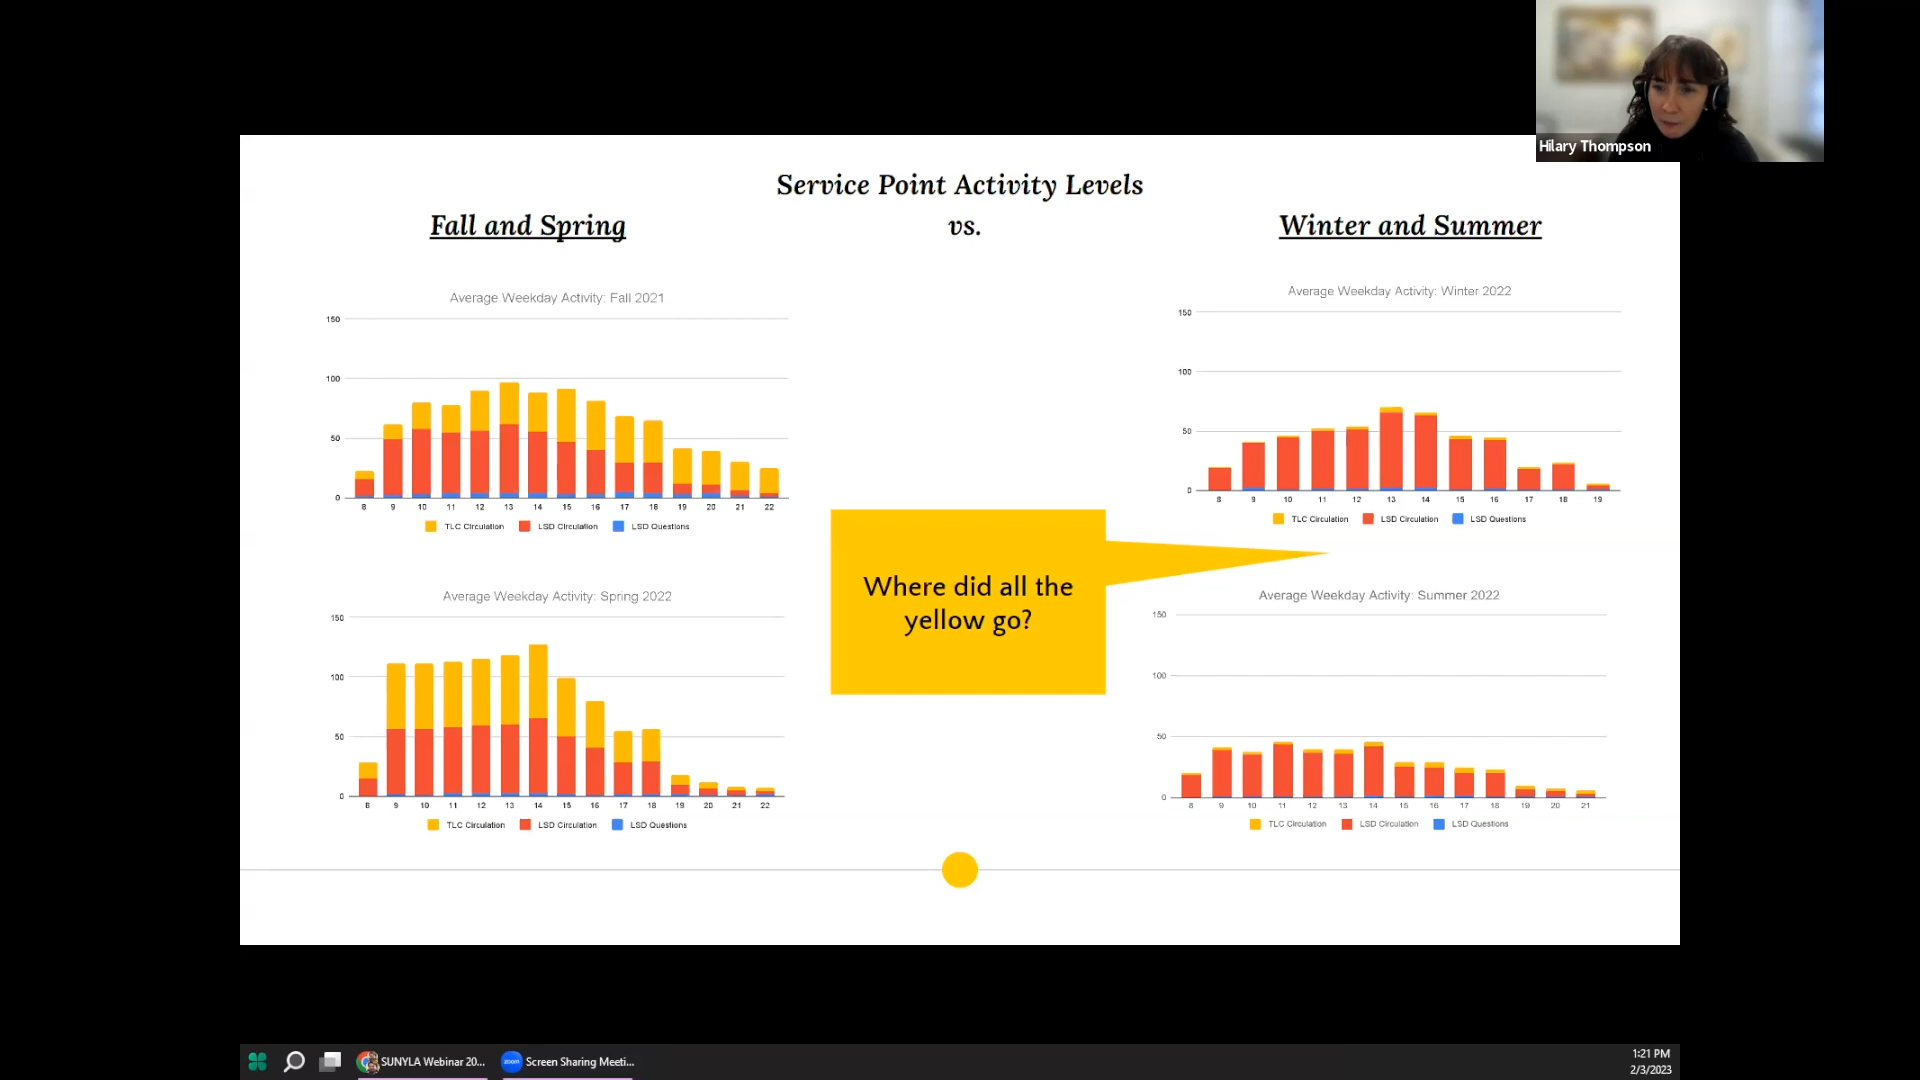 Hilary Thompson
Service Point Activity Levels
Fall and Spring
vs.
Winter and Summer
Average Weekday Activity: Fall 2021
150
100
50
0
8 9 10 11 12 13 14 15 16 17 18 19 20 21 22
TLC Circulation LSD Circulation LSD Questions
Average Weekday Activity: Winter 2022
150
100
50
0
8 9 10 11 12 13 14 15 16 17 18 19
TLC Circulation LSD Circulation LSD Questions
Where did all the
yellow go?
Average Weekday Activity: Spring 2022
150
100
50
0
8 9 10 11 12 13 14 15 16 17 18 19 20 21 22
TLC Circulation LSD Circulation LSD Questions
Average Weekday Activity: Summer 2022
150
100
50
0
8 9 10 11 12 13 14 15 16 17 18 19 20 21
TLC Circulation LSD Circulation LSD Questions
SUNYLA Webinar 20...
zoom
Screen Sharing Meeti...
1:21 PM
2/3/2023